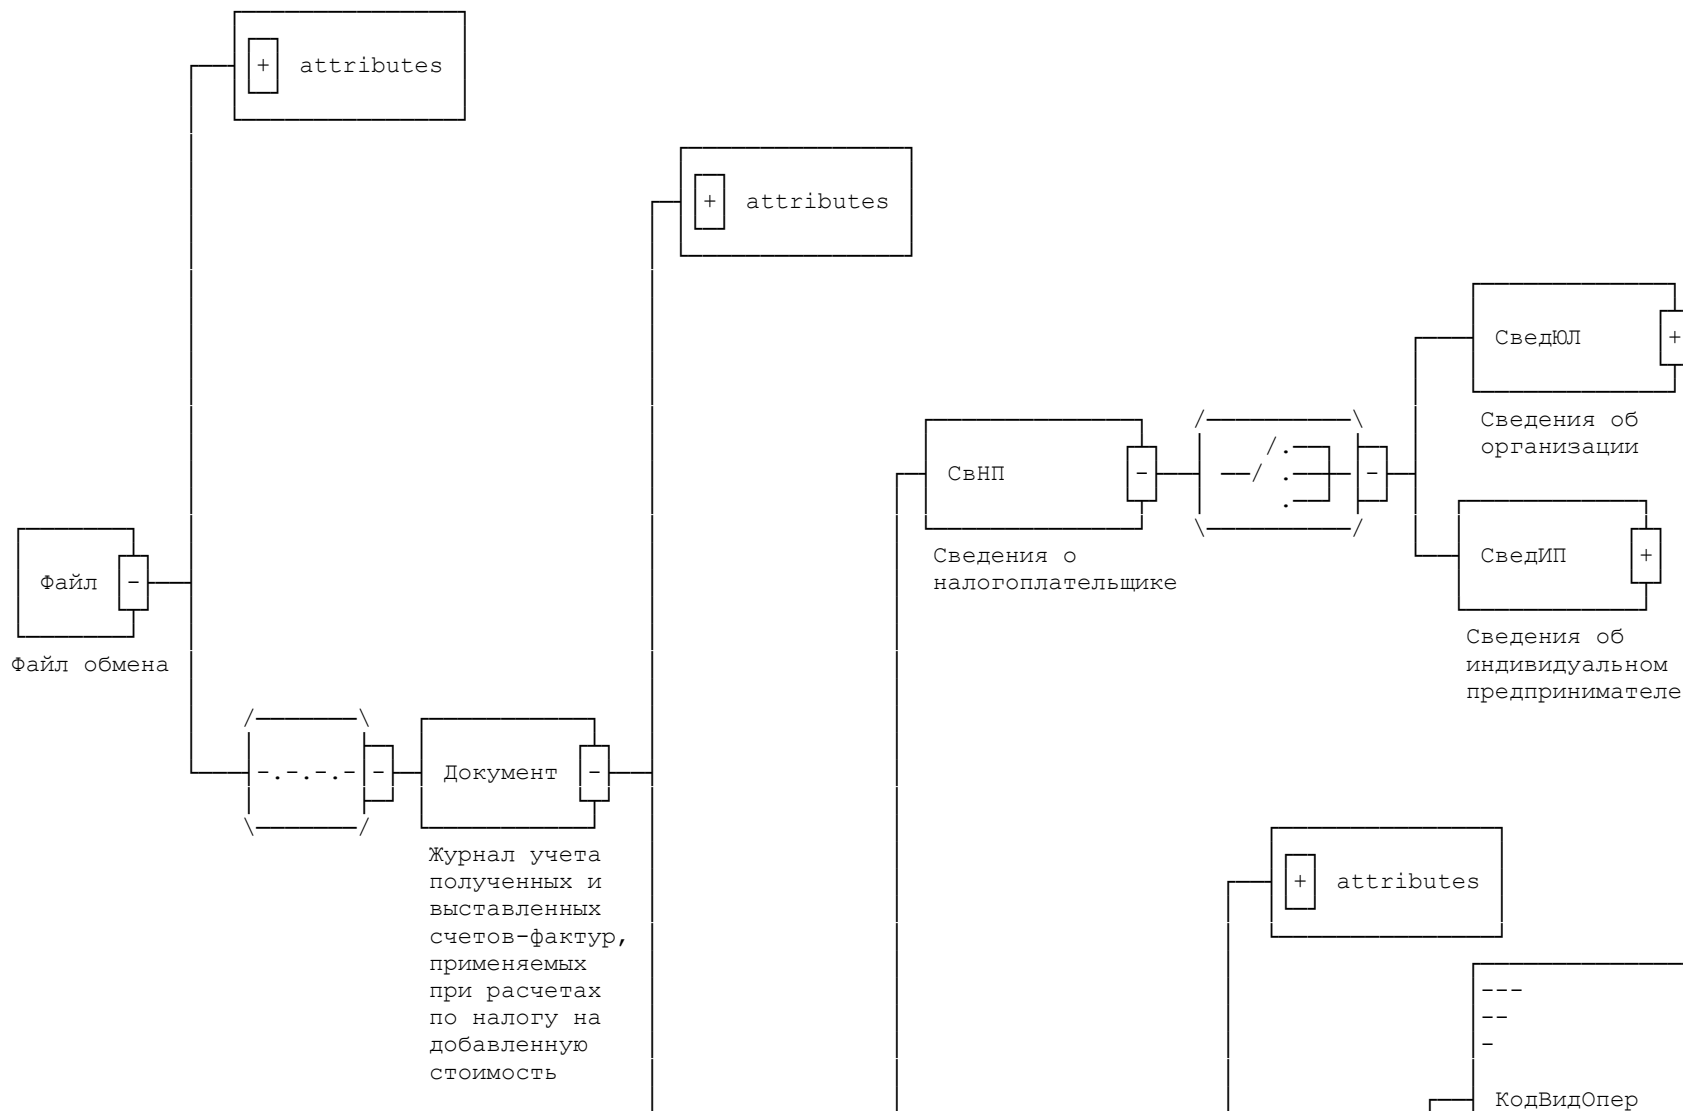 + attributes
+ attributes
СведЮЛ +
Сведения об
организации
СвНП -
-
Сведения о
налогоплательщике
СведИП +
Сведения об
индивидуальном
предпринимателе
Файл -
Файл обмена
-.-.-.- -
Документ -
Журнал учета
полученных и
выставленных
счетов-фактур,
применяемых
при расчетах
по налогу на
добавленную
стоимость
+ attributes
---
--
-
КодВидОпер